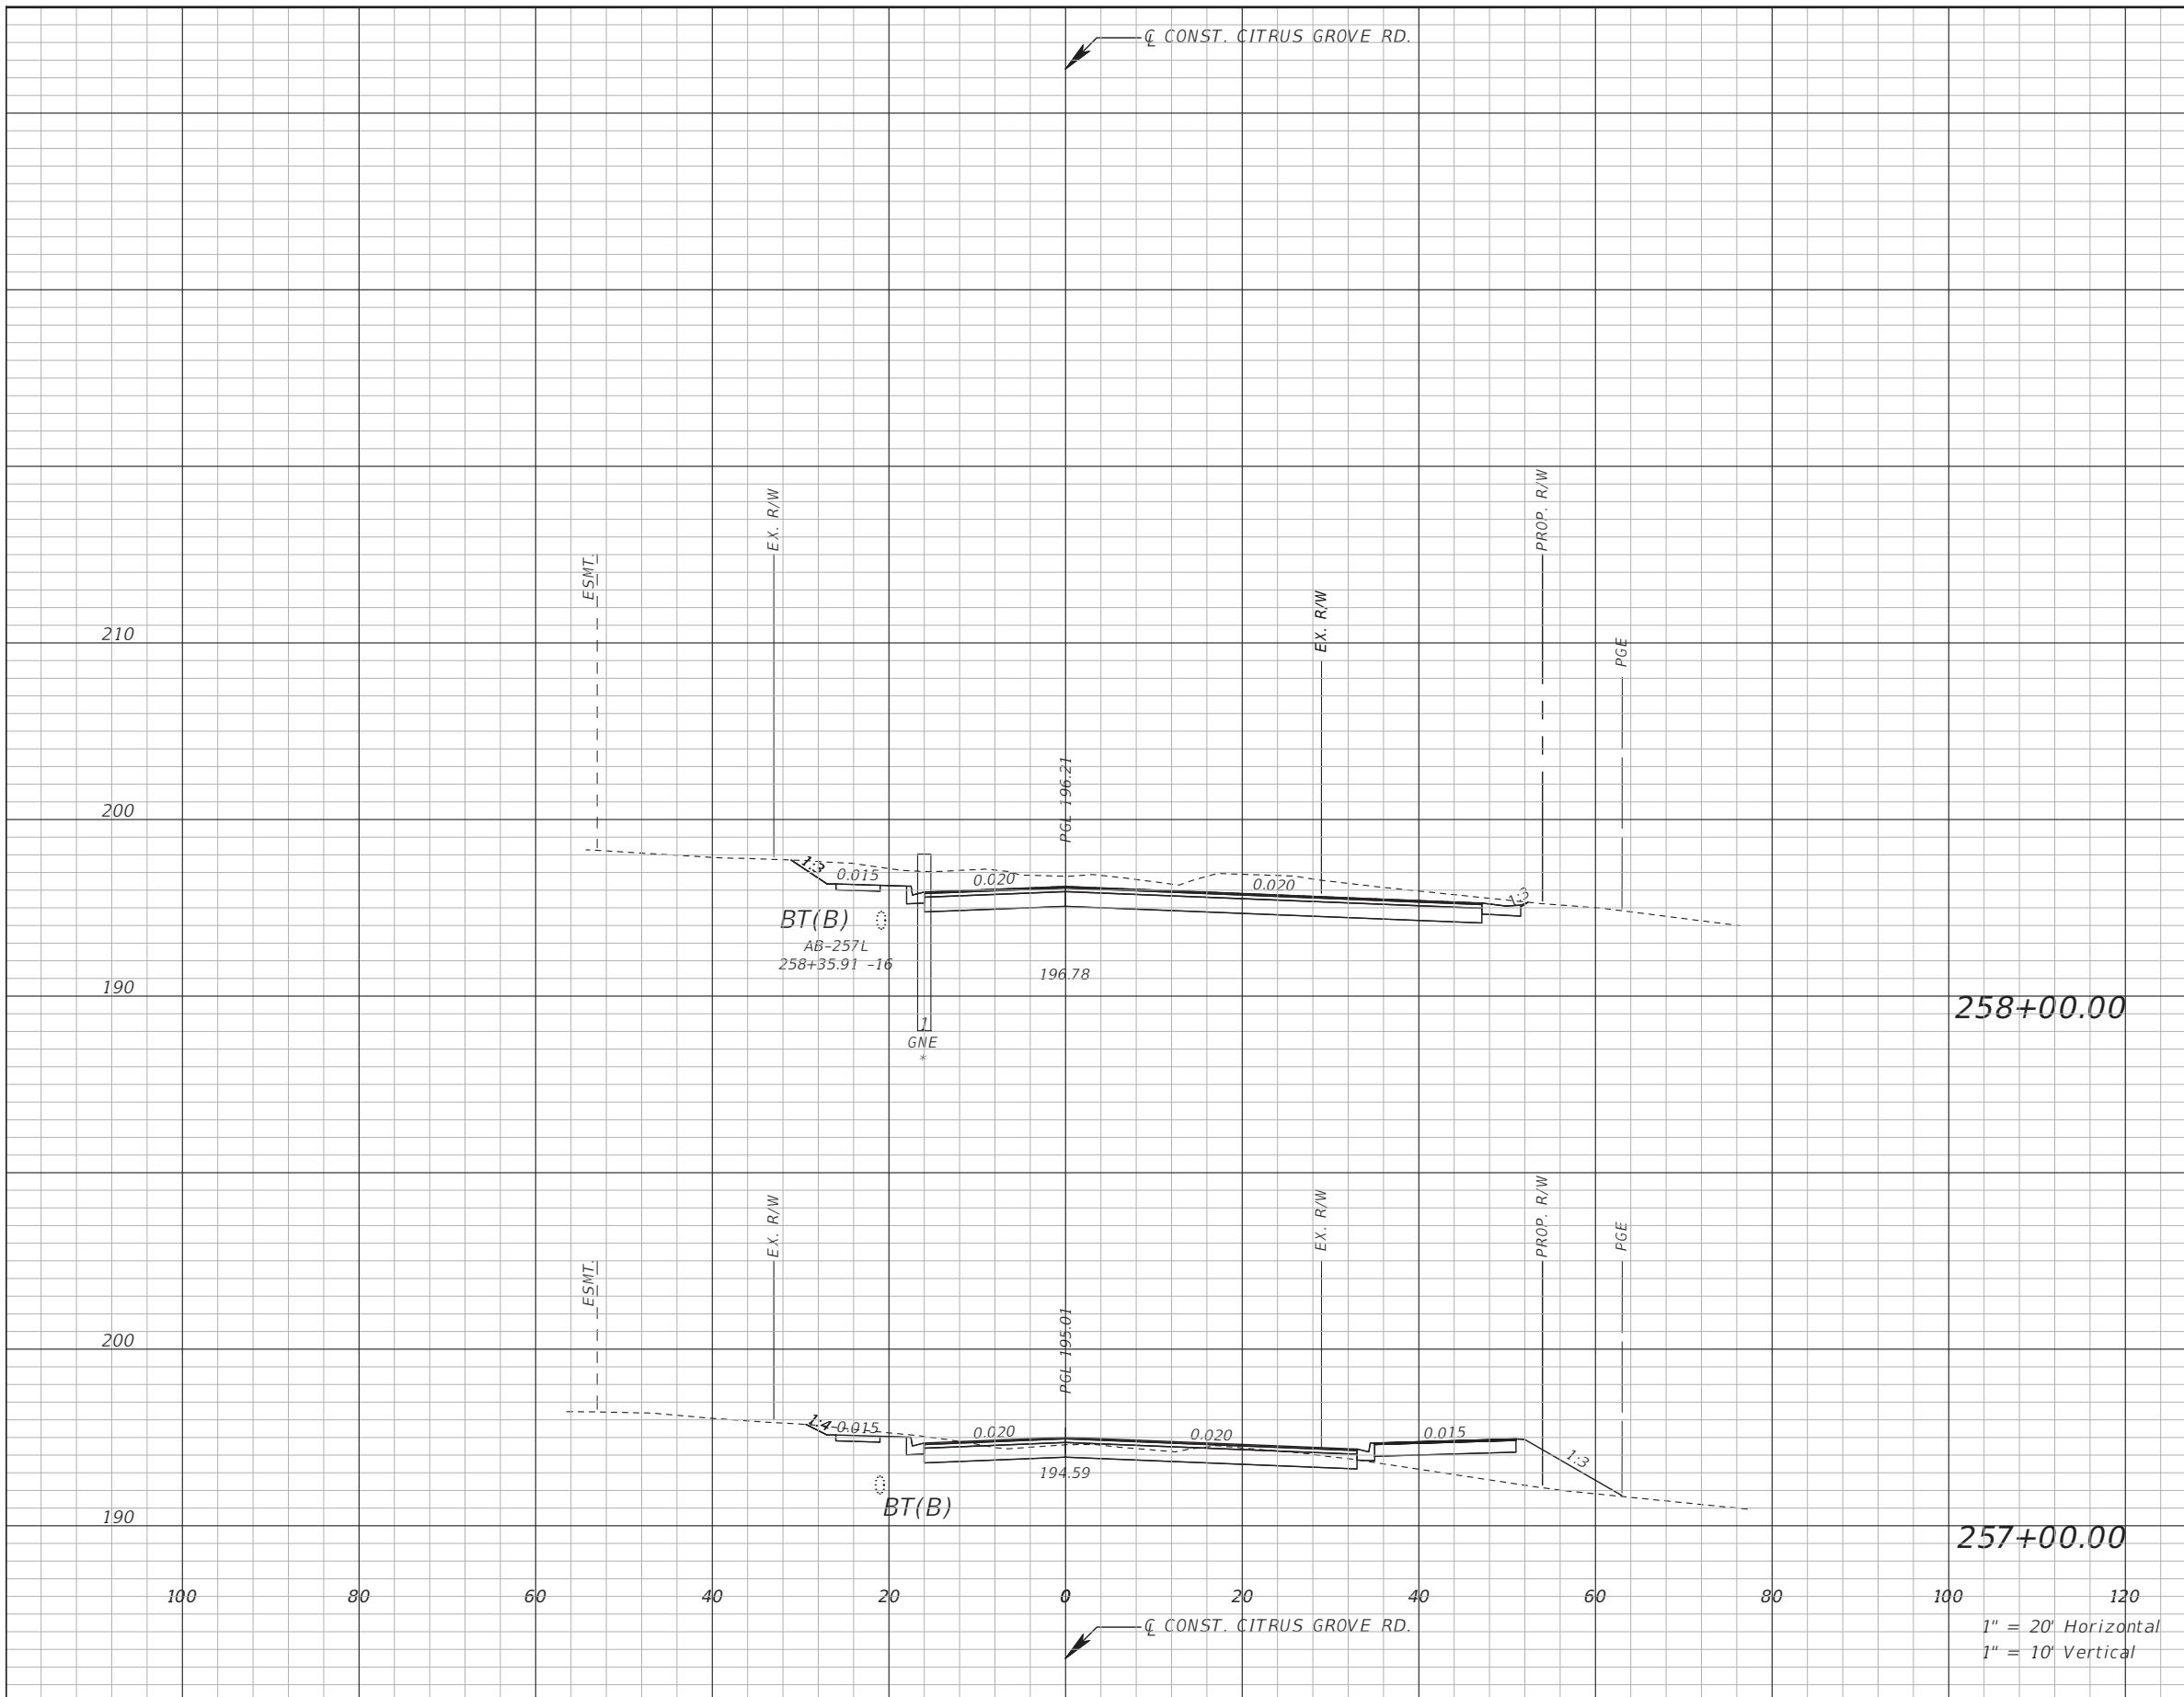 ℄ CONST. CITRUS GROVE RD.
PROP. R/W
EX. R/W
ESMT.
EX. R/W
PGE
210
PGL 196.21
200
1:3
0.015
0.020
0.020
1:3
BT(B)
AB-257L
258+35.91 -16
196.78
190
258+00.00
1
GNE
*
EX. R/W
EX. R/W
PROP. R/W
PGE
ESMT.
PGL 195.01
200
1:4
0.015
0.020
0.020
0.015
1:3
194.59
BT(B)
190
257+00.00
100 80 60 40 20 0 20 40 60 80 100 120
℄ CONST. CITRUS GROVE RD.
1" = 20' Horizontal
1" = 10' Vertical